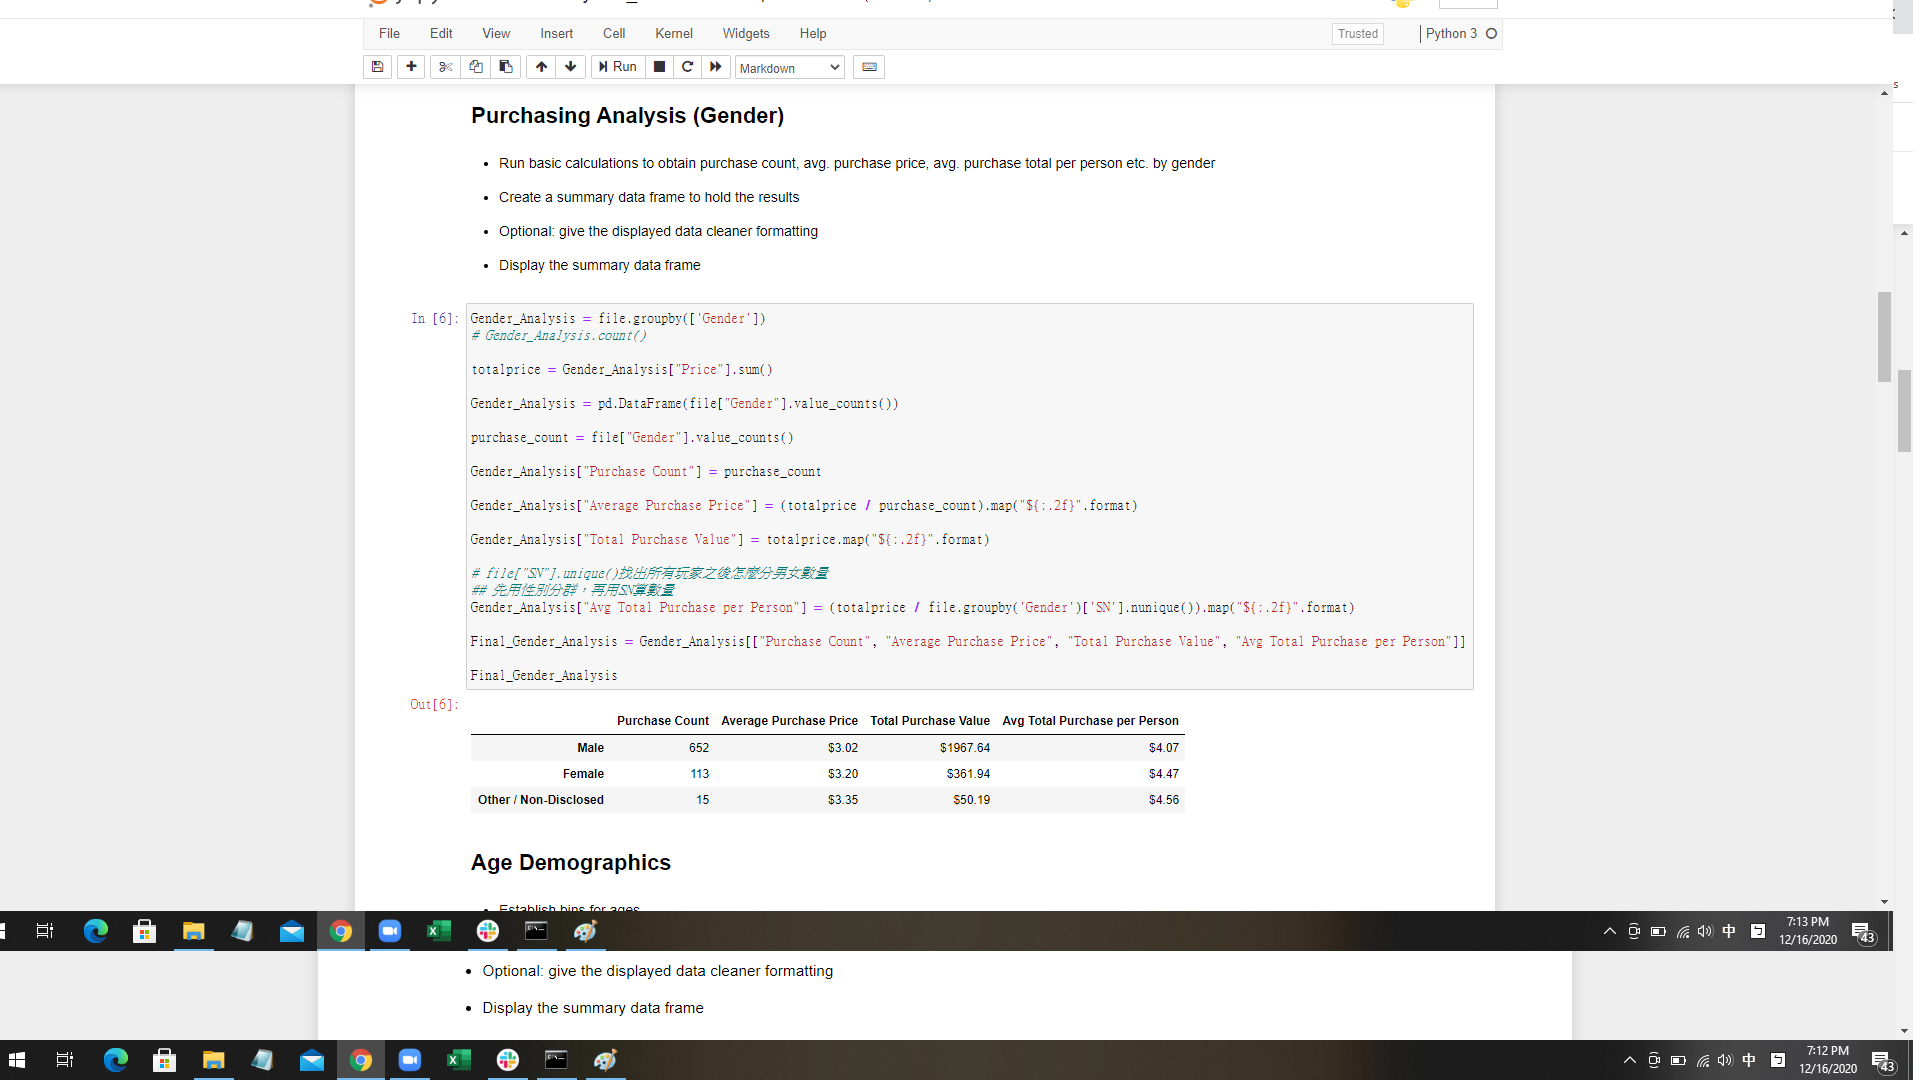 File Edit View Insert Cell Kernel Widgets Help Trusted Python 3
Run Markdown
Purchasing Analysis (Gender)
Run basic calculations to obtain purchase count, avg. purchase price, avg. purchase total per person etc. by gender
Create a summary data frame to hold the results
Optional: give the displayed data cleaner formatting
Display the summary data frame
In [6]: Gender_Analysis = file.groupby(['Gender'])
# Gender_Analysis.count()
totalprice = Gender_Analysis["Price"].sum()
Gender_Analysis = pd.DataFrame(file["Gender"].value_counts())
purchase_count = file["Gender"].value_counts()
Gender_Analysis["Purchase Count"] = purchase_count
Gender_Analysis["Average Purchase Price"] = (totalprice / purchase_count).map("${:.2f}".format)
Gender_Analysis["Total Purchase Value"] = totalprice.map("${:.2f}".format)
# file["SN"].unique()找出所有玩家之後怎麼分男女數量
## 先用性別分群，再用SN算數量
Gender_Analysis["Avg Total Purchase per Person"] = (totalprice / file.groupby('Gender')['SN'].nunique()).map("${:.2f}".format)
Final_Gender_Analysis = Gender_Analysis[["Purchase Count", "Average Purchase Price", "Total Purchase Value", "Avg Total Purchase per Person"]]
Final_Gender_Analysis
Out[6]:
Purchase Count Average Purchase Price Total Purchase Value Avg Total Purchase per Person
Male 652 $3.02 $1967.64 $4.07
Female 113 $3.20 $361.94 $4.47
Other / Non-Disclosed 15 $3.35 $50.19 $4.56
Age Demographics
Establish bins for ages
中 7:13 PM
12/16/2020 43
Optional: give the displayed data cleaner formatting
Display the summary data frame
中 7:12 PM
12/16/2020 43